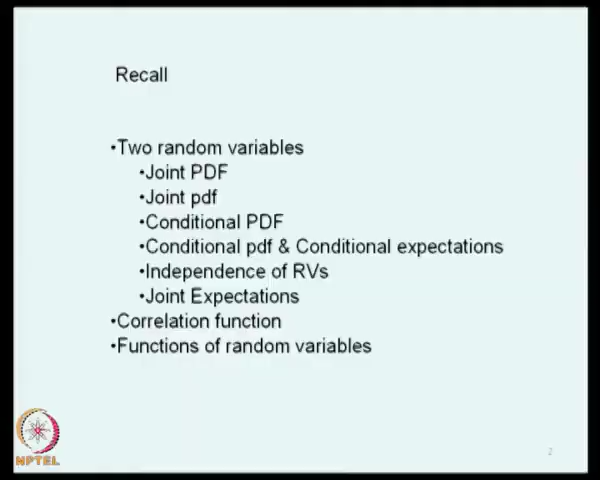 Recall
•Two random variables
•Joint PDF
•Joint pdf
•Conditional PDF
•Conditional pdf & Conditional expectations
•Independence of RVs
•Joint Expectations
•Correlation function
•Functions of random variables
NPTEL
2